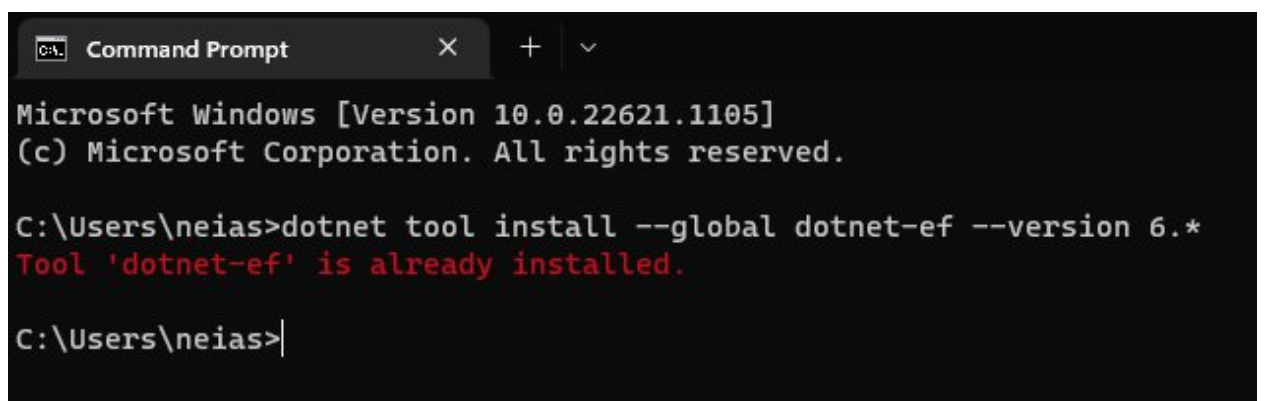 Command Prompt
Microsoft Windows [Version 10.0.22621.1105]
(c) Microsoft Corporation. All rights reserved.
C:\Users\neias>dotnet tool install --global dotnet-ef --version 6.*
Tool 'dotnet-ef' is already installed.
C:\Users\neias>